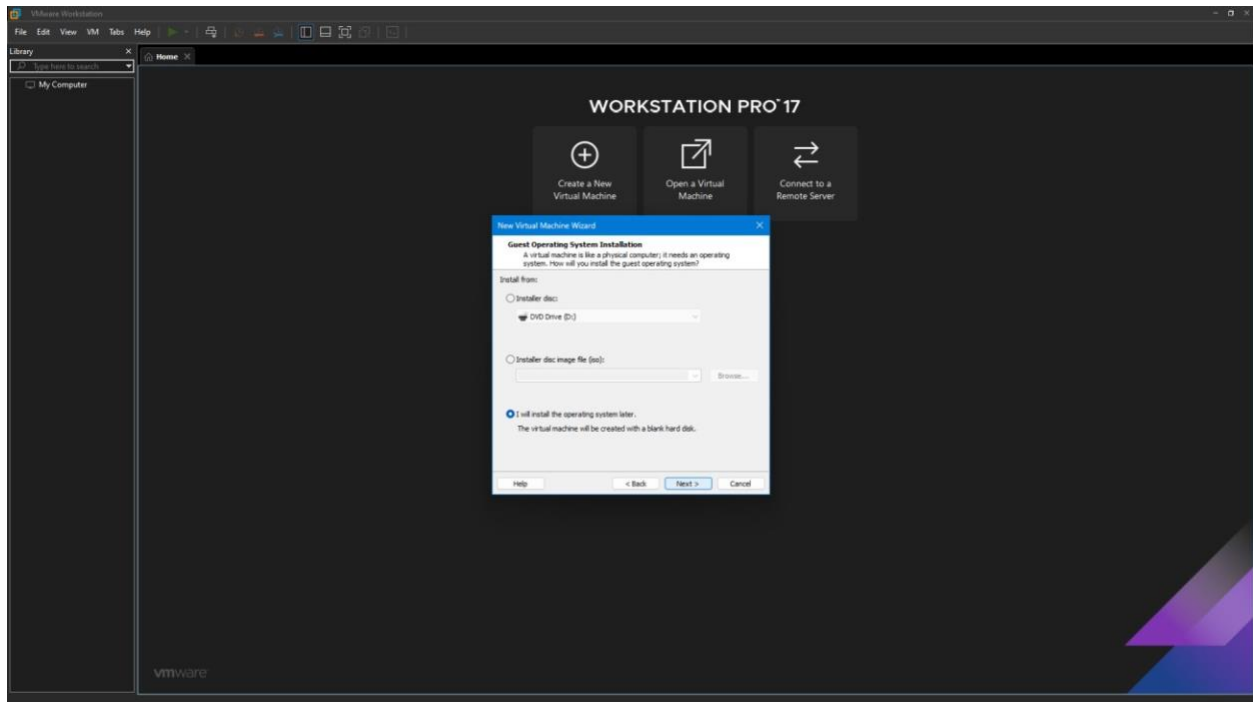 VMware Workstation
File Edit View VM Tabs Help
Library
Type here to search
My Computer
Home
WORKSTATION PRO™ 17
Create a New
Virtual Machine
Open a Virtual
Machine
Connect to a
Remote Server
New Virtual Machine Wizard
Guest Operating System Installation
A virtual machine is like a physical computer; it needs an operating
system. How will you install the guest operating system?
Install from:
Installer disc:
DVD Drive (D:)
Installer disc image file (iso):
Browse...
I will install the operating system later.
The virtual machine will be created with a blank hard disk.
Help
< Back
Next >
Cancel
vmware